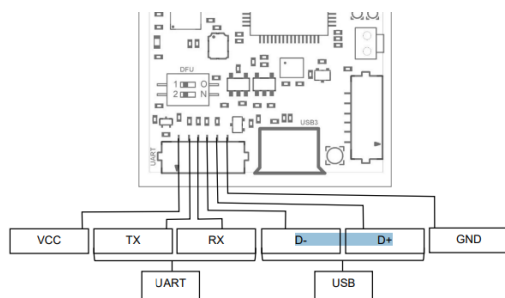 DFU
1 O
2 N
USB3
UART
VCC TX RX D- D+ GND
UART USB